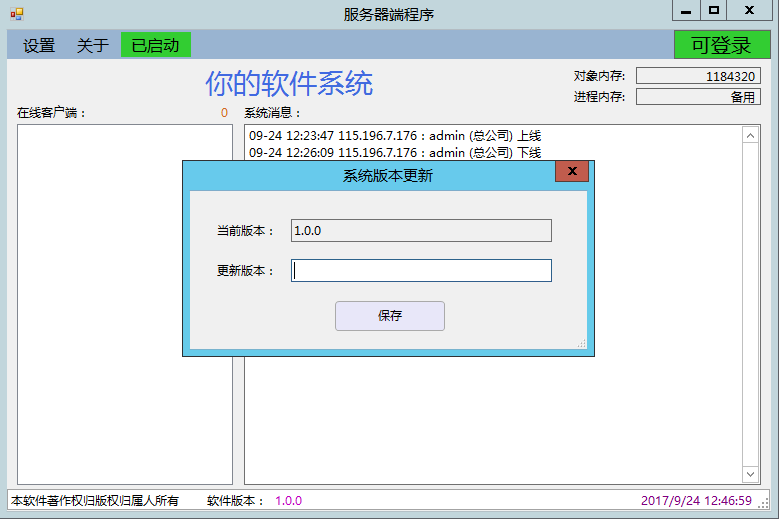 服务器端程序
设置 关于 已启动 可登录
你的软件系统
对象内存: 1184320
进程内存: 备用
在线客户端： 0 系统消息：
09-24 12:23:47 115.196.7.176 : admin (总公司) 上线
09-24 12:26:09 115.196.7.176 : admin (总公司) 下线
系统版本更新
当前版本： 1.0.0
更新版本：
保存
本软件著作权归版权归属人所有 软件版本： 1.0.0 2017/9/24 12:46:59